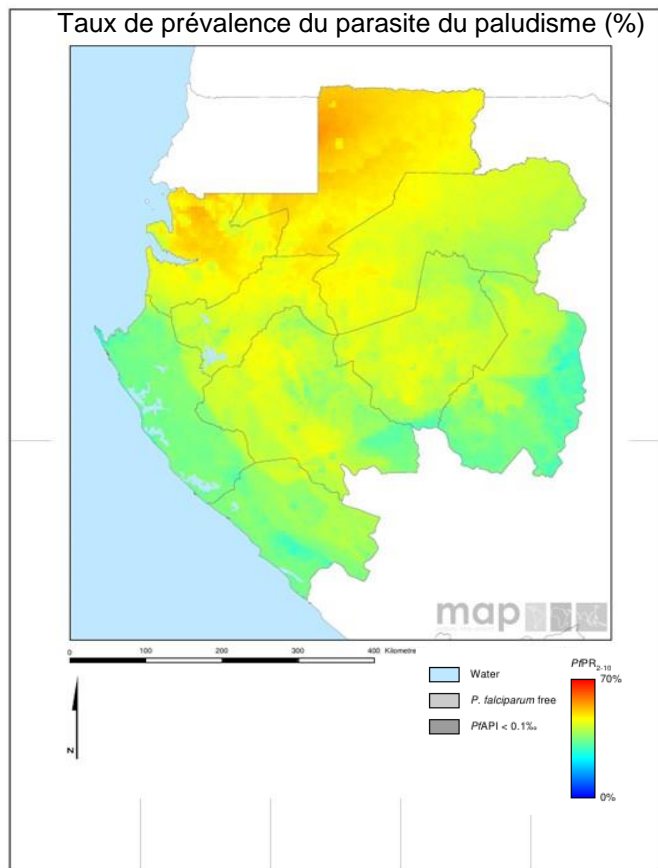 Taux de prévalence du parasite du paludisme (%)
map
0 100 200 300 400 Kilometre
N
Water
P. falciparum free
PfAPI < 0.1‰
PfPR2-10
70%
0%